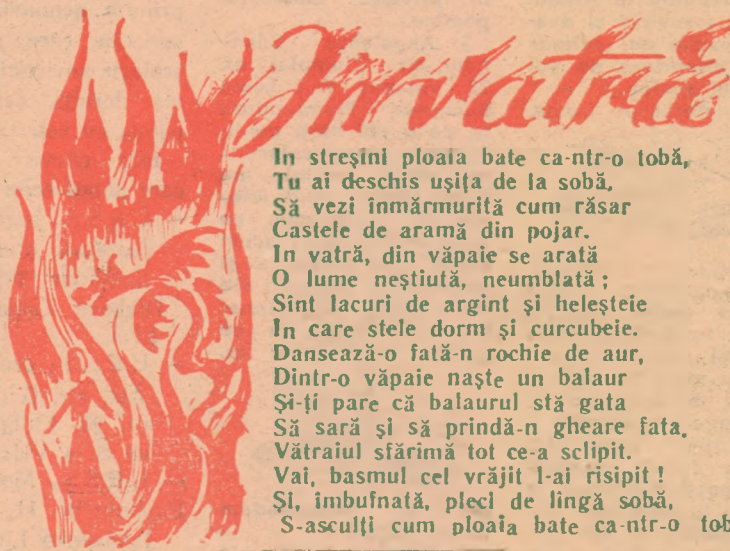 În vatră
In streşini ploaia bate ca-ntr-o tobă,
Tu ai deschis uşiţa de la sobă,
Să vezi înmărmurită cum răsar
Castele de aramă din pojar.
In vatră, din văpaie se arată
O lume neştiută, neumblată ;
Sînt lacuri de argint şi heleşteie
In care stele dorm şi curcubeie.
Dansează-o fată-n rochie de aur,
Dintr-o văpaie naşte un balaur
Şi-ţi pare că balaurul stă gata
Să sară şi să prindă-n gheare fata.
Vătraiul sfărîmă tot ce-a sclipit.
Vai, basmul cel vrăjit l-ai risipit !
Şi, îmbufnată, pleci de lîngă sobă,
S-asculţi cum ploaia bate ca-ntr-o tob